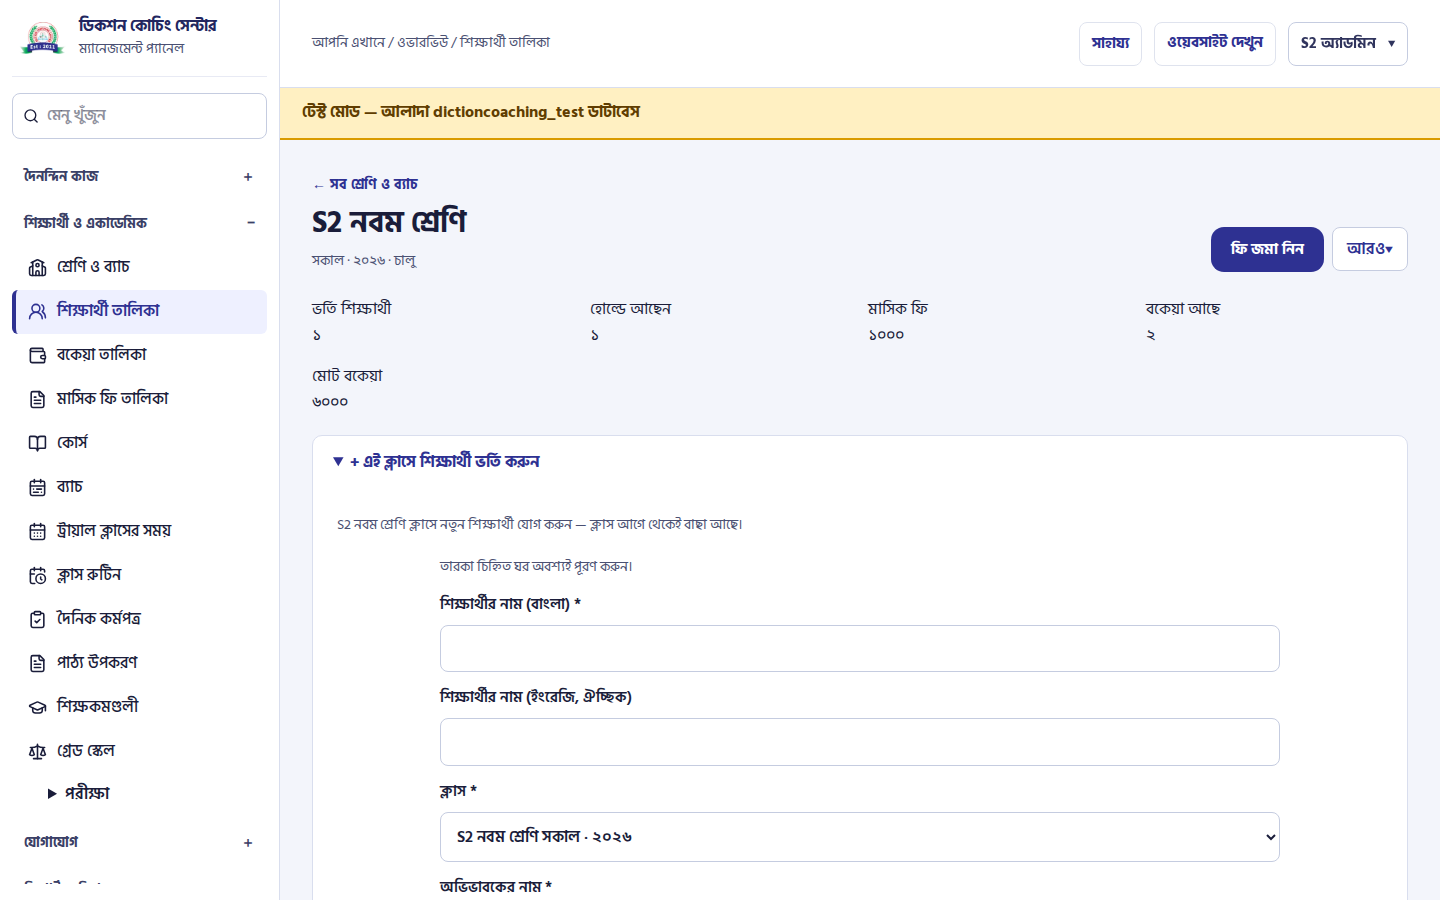 ডিকশন কোচিং সেন্টার
ম্যানেজমেন্ট প্যানেল
Est : 2011
মেনু খুঁজুন
দৈনন্দিন কাজ +
শিক্ষার্থী ও একাডেমিক −
শ্রেণি ও ব্যাচ
শিক্ষার্থী তালিকা
বকেয়া তালিকা
মাসিক ফি তালিকা
কোর্স
ব্যাচ
ট্রায়াল ক্লাসের সময়
ক্লাস রুটিন
দৈনিক কর্মপত্র
পাঠ্য উপকরণ
শিক্ষকমণ্ডলী
গ্রেড স্কেল
▶ পরীক্ষা
যোগাযোগ +
আপনি এখানে / ওভারভিউ / শিক্ষার্থী তালিকা
সাহায্য
ওয়েবসাইট দেখুন
S2 অ্যাডমিন ▾
টেস্ট মোড — আলাদা dictioncoaching_test ডাটাবেস
← সব শ্রেণি ও ব্যাচ
S2 নবম শ্রেণি
সকাল · ২০২৬ · চালু
ফি জমা নিন
আরও▾
ভর্তি শিক্ষার্থী
১
হোল্ডে আছেন
১
মাসিক ফি
১০০০
বকেয়া আছে
২
মোট বকেয়া
৬০০০
▼ + এই ক্লাসে শিক্ষার্থী ভর্তি করুন
S2 নবম শ্রেণি ক্লাসে নতুন শিক্ষার্থী যোগ করুন — ক্লাস আগে থেকেই বাছা আছে।
তারকা চিহ্নিত ঘর অবশ্যই পূরণ করুন।
শিক্ষার্থীর নাম (বাংলা) *
শিক্ষার্থীর নাম (ইংরেজি, ঐচ্ছিক)
ক্লাস *
S2 নবম শ্রেণি সকাল · ২০২৬
অভিভাবকের নাম *